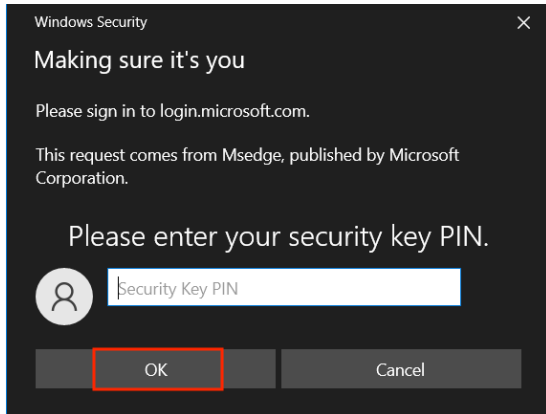 Windows Security
Making sure it's you
Please sign in to login.microsoft.com.
This request comes from Msedge, published by Microsoft
Corporation.
Please enter your security key PIN.
Security Key PIN
OK
Cancel